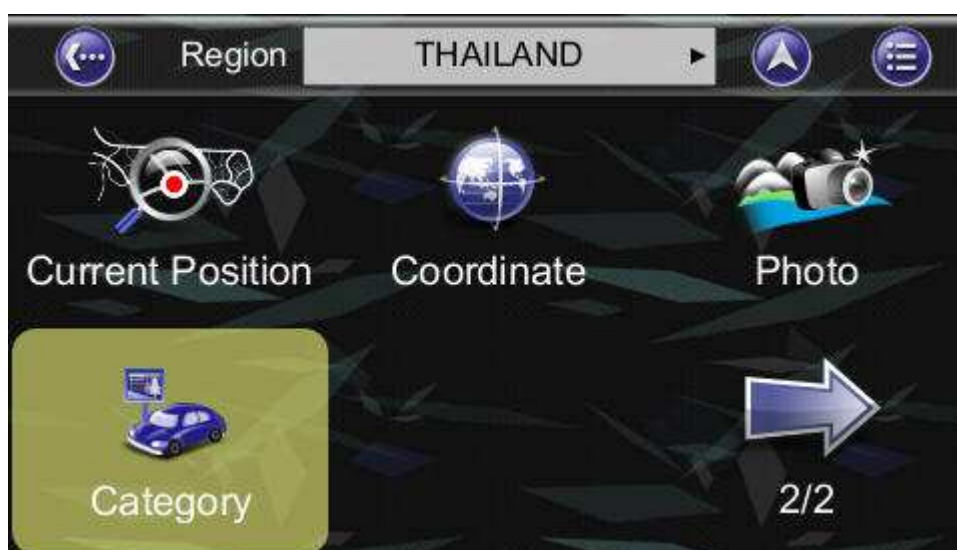 Region THAILAND
Current Position Coordinate Photo
Category 2/2